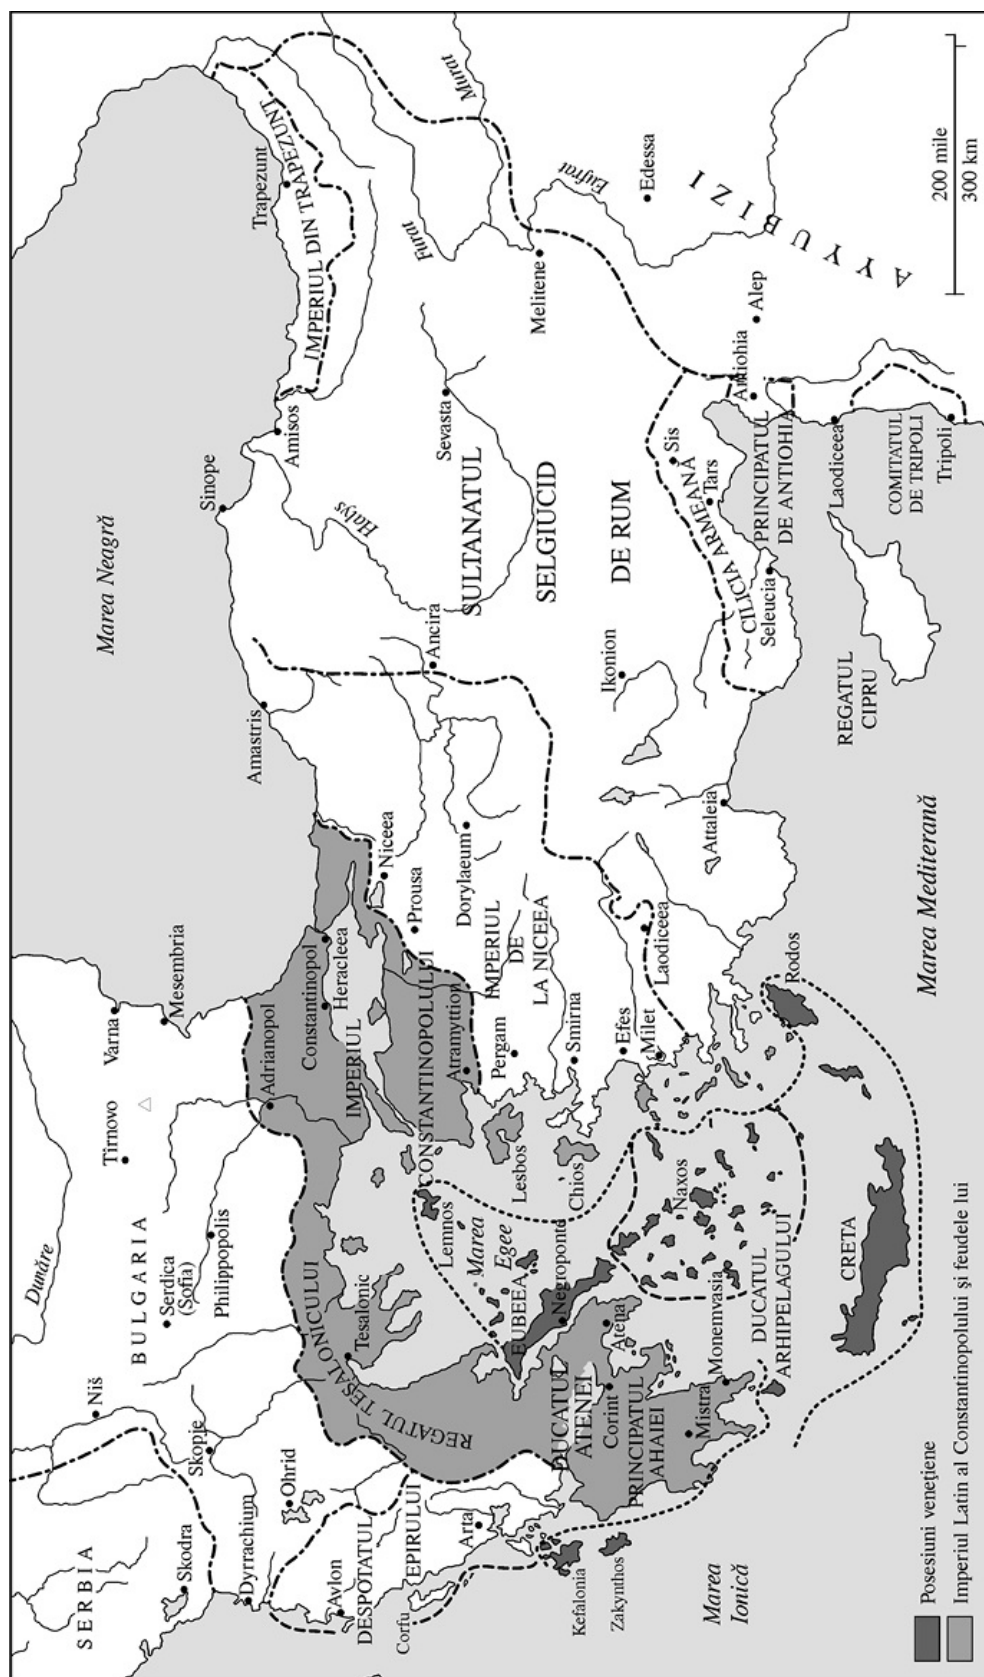 Marea Neagră
Dunăre
SERBIA
Skodra
Niš
Skopje
BULGARIA
Serdica
(Sofia)
Philippopolis
Tirnovo
Varna
Mesembria
Adrianopol
Constantinopol
Heracleea
IMPERIUL
CONSTANTINOPOLULUI
Atramyttion
Amastris
Sinope
Amisos
Trapezunt
IMPERIUL DIN TRAPEZUNT
Murat
Furat
Eufrat
Halys
Dyrrachium
Ohrid
Avlon
DESPOTATUL
EPIRULUI
Corfu
Arta
REGATUL TESALONICULUI
Tesalonic
Lemnos
Marea
Egee
Lesbos
Chios
Niceea
Prousa
Dorylaeum
IMPERIUL
DE
LA NICEEA
Pergam
Smirna
Efes
Milet
Laodiceea
Ancira
SULTANATUL
SELGIUCID
DE RUM
Sevasta
Melitene
Ikonion
Attaleia
Edessa
AYYUBIZI
Alep
Antiohia
Sis
Tars
CILICIA ARMEANĂ
Seleucia
PRINCIPATUL
DE ANTIOHIA
Laodiceea
COMITATUL
DE TRIPOLI
Tripoli
REGATUL
CIPRU
Kefalonia
Zakynthos
Marea
Ionică
EUBEEA
Negroponte
DUCATUL
ATENEI
Atena
Corint
PRINCIPATUL
AHAIEI
Mistra
Monemvasia
Naxos
DUCATUL
ARHIPELAGULUI
CRETA
Rodos
Marea Mediterană
200 mile
300 km
Posesiuni venețiene
Imperiul Latin al Constantinopolului și feudele lui